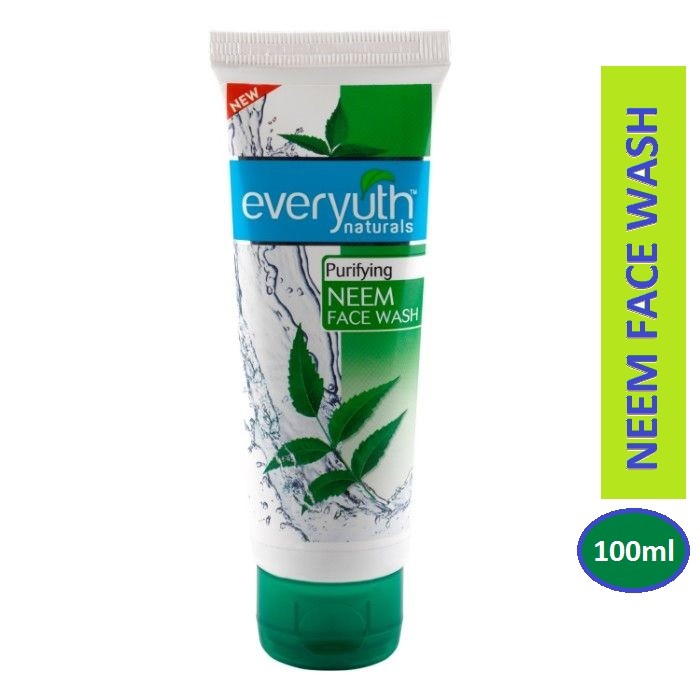 NEW
everyuth™
naturals
Purifying
NEEM
FACE WASH
NEEM FACE WASH
100ml